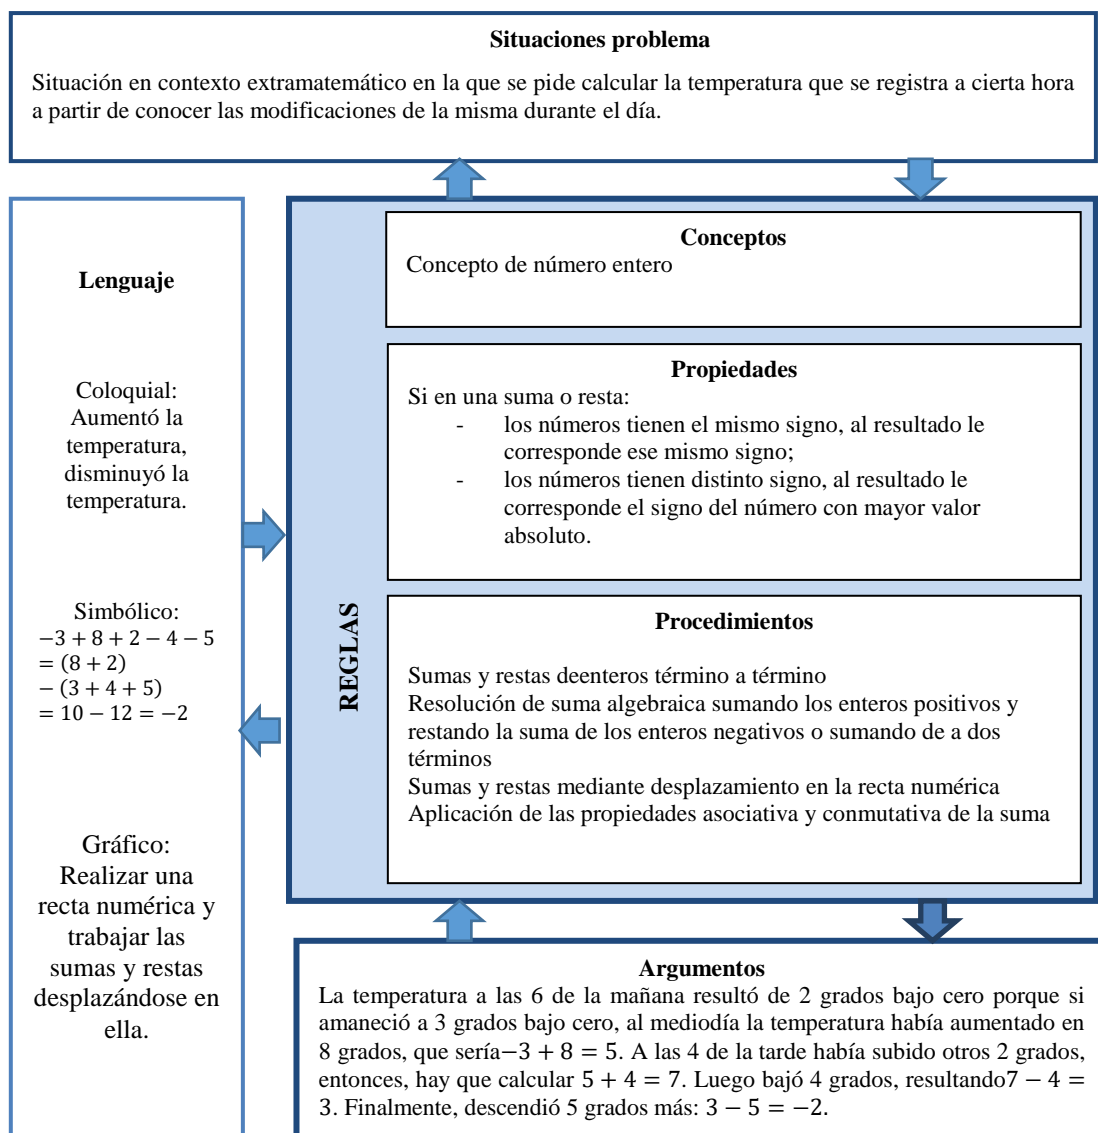 Situaciones problema
Situación en contexto extramatemático en la que se pide calcular la temperatura que se registra a cierta hora
a partir de conocer las modificaciones de la misma durante el día.
Lenguaje
Coloquial:
Aumentó la
temperatura,
disminuyó la
temperatura.
Simbólico:
−3 + 8 + 2 − 4 − 5
= (8 + 2)
− (3 + 4 + 5)
= 10 − 12 = −2
Gráfico:
Realizar una
recta numérica y
trabajar las
sumas y restas
desplazándose en
ella.
REGLAS
Conceptos
Concepto de número entero
Propiedades
Si en una suma o resta:
- los números tienen el mismo signo, al resultado le
corresponde ese mismo signo;
- los números tienen distinto signo, al resultado le
corresponde el signo del número con mayor valor
absoluto.
Procedimientos
Sumas y restas deenteros término a término
Resolución de suma algebraica sumando los enteros positivos y
restando la suma de los enteros negativos o sumando de a dos
términos
Sumas y restas mediante desplazamiento en la recta numérica
Aplicación de las propiedades asociativa y conmutativa de la suma
Argumentos
La temperatura a las 6 de la mañana resultó de 2 grados bajo cero porque si
amaneció a 3 grados bajo cero, al mediodía la temperatura había aumentado en
8 grados, que sería−3 + 8 = 5. A las 4 de la tarde había subido otros 2 grados,
entonces, hay que calcular 5 + 4 = 7. Luego bajó 4 grados, resultando7 − 4 =
3. Finalmente, descendió 5 grados más: 3 − 5 = −2.